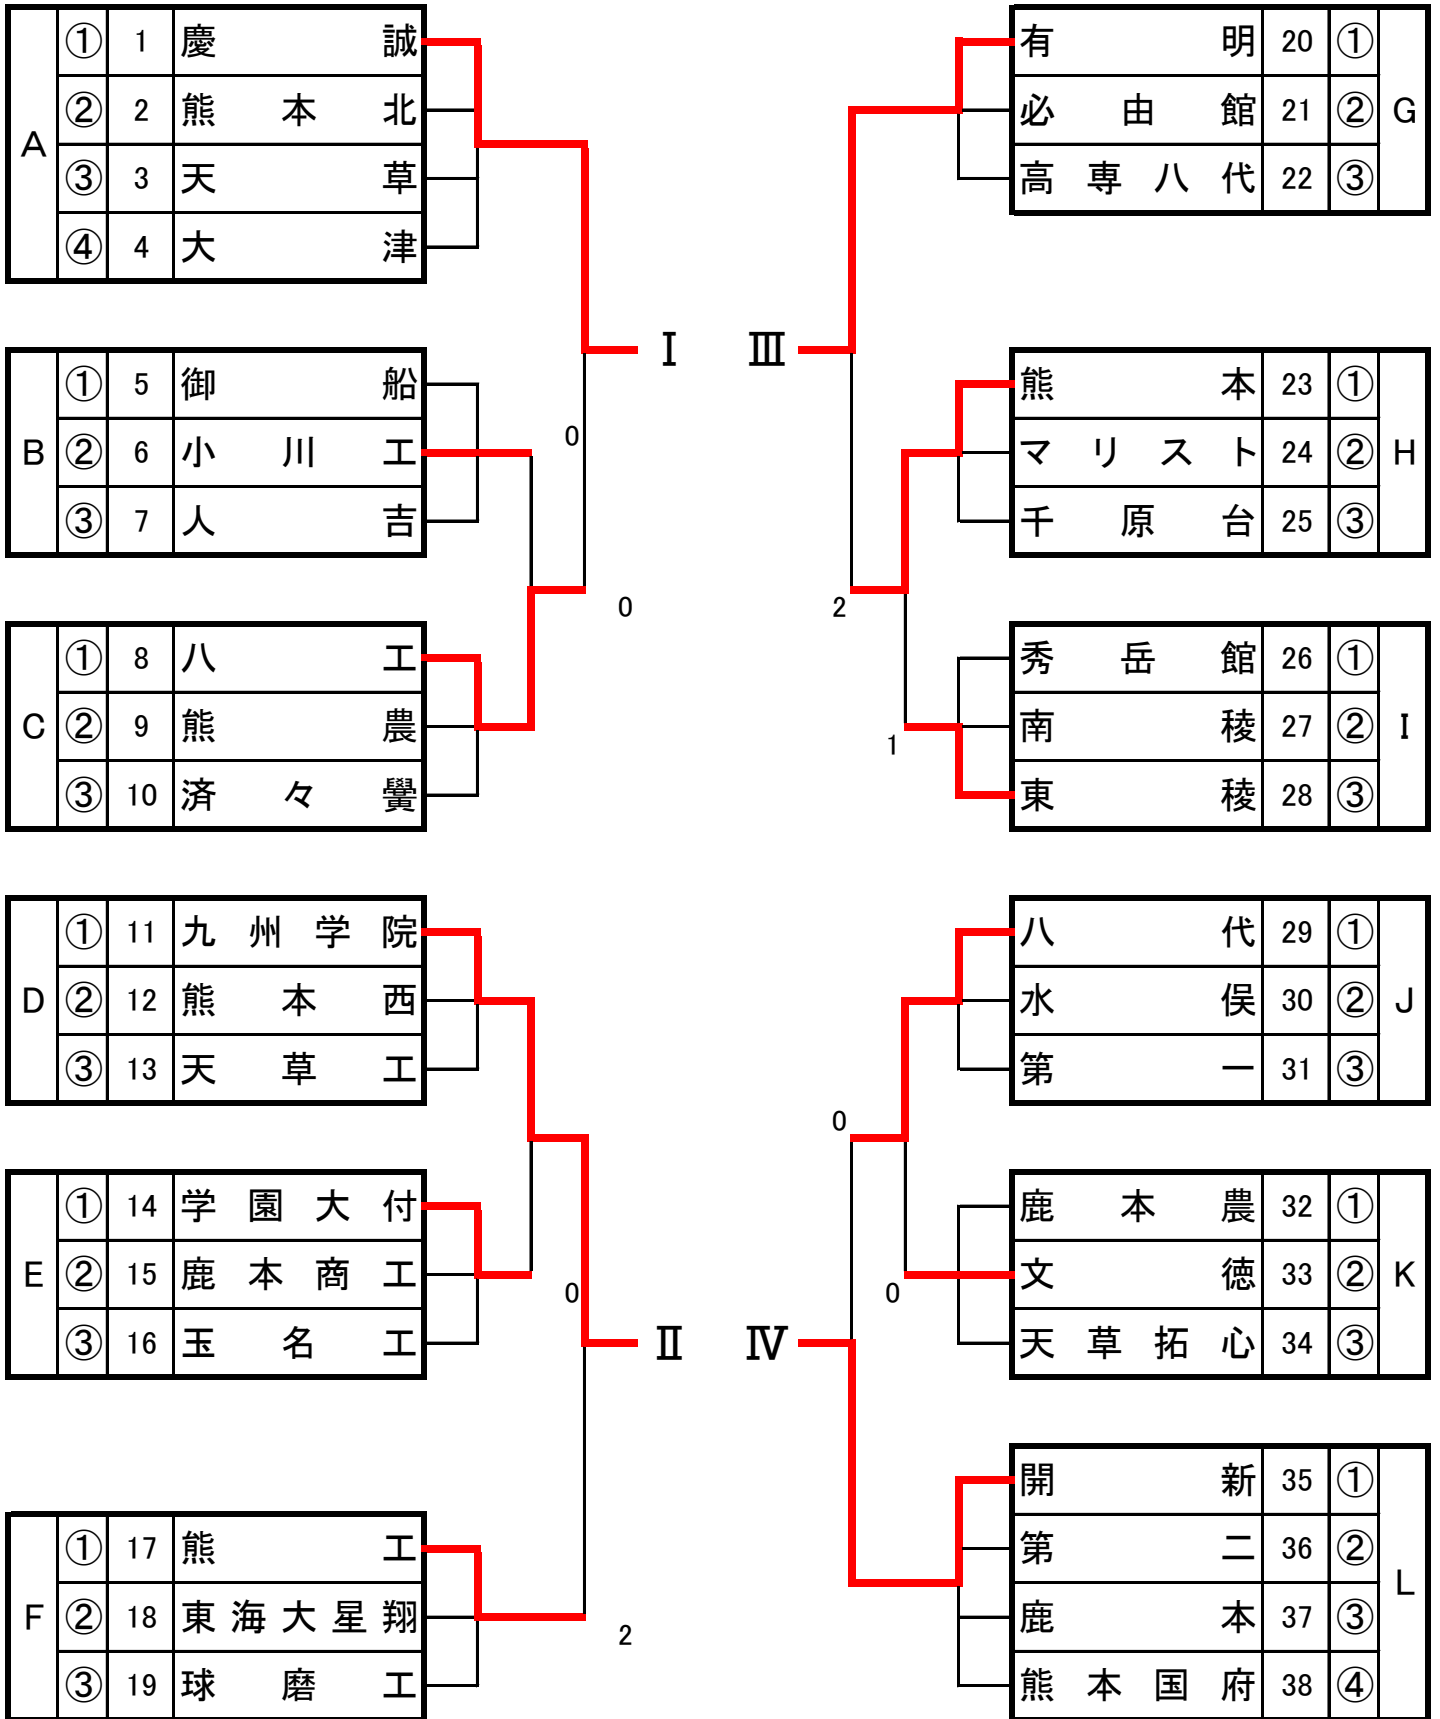 A
① 1 慶誠
② 2 熊本北
③ 3 天草
④ 4 大津
Ⅰ
B
① 5 御船
② 6 小川工
③ 7 人吉
0
0
C
① 8 八工
② 9 熊農
③ 10 済々黌
D
① 11 九州学院
② 12 熊本西
③ 13 天草工
E
① 14 学園大付
② 15 鹿本商工
③ 16 玉名工
0
Ⅱ
F
① 17 熊工
② 18 東海大星翔
③ 19 球磨工
2
有明 20 ①
必由館 21 ②
高専八代 22 ③
G
Ⅲ
熊本 23 ①
マリスト 24 ②
千原台 25 ③
H
2
秀岳館 26 ①
南稜 27 ②
東稜 28 ③
I
1
八代 29 ①
水俣 30 ②
第一 31 ③
J
0
鹿本農 32 ①
文徳 33 ②
天草拓心 34 ③
K
0
Ⅳ
開新 35 ①
第二 36 ②
鹿本 37 ③
熊本国府 38 ④
L